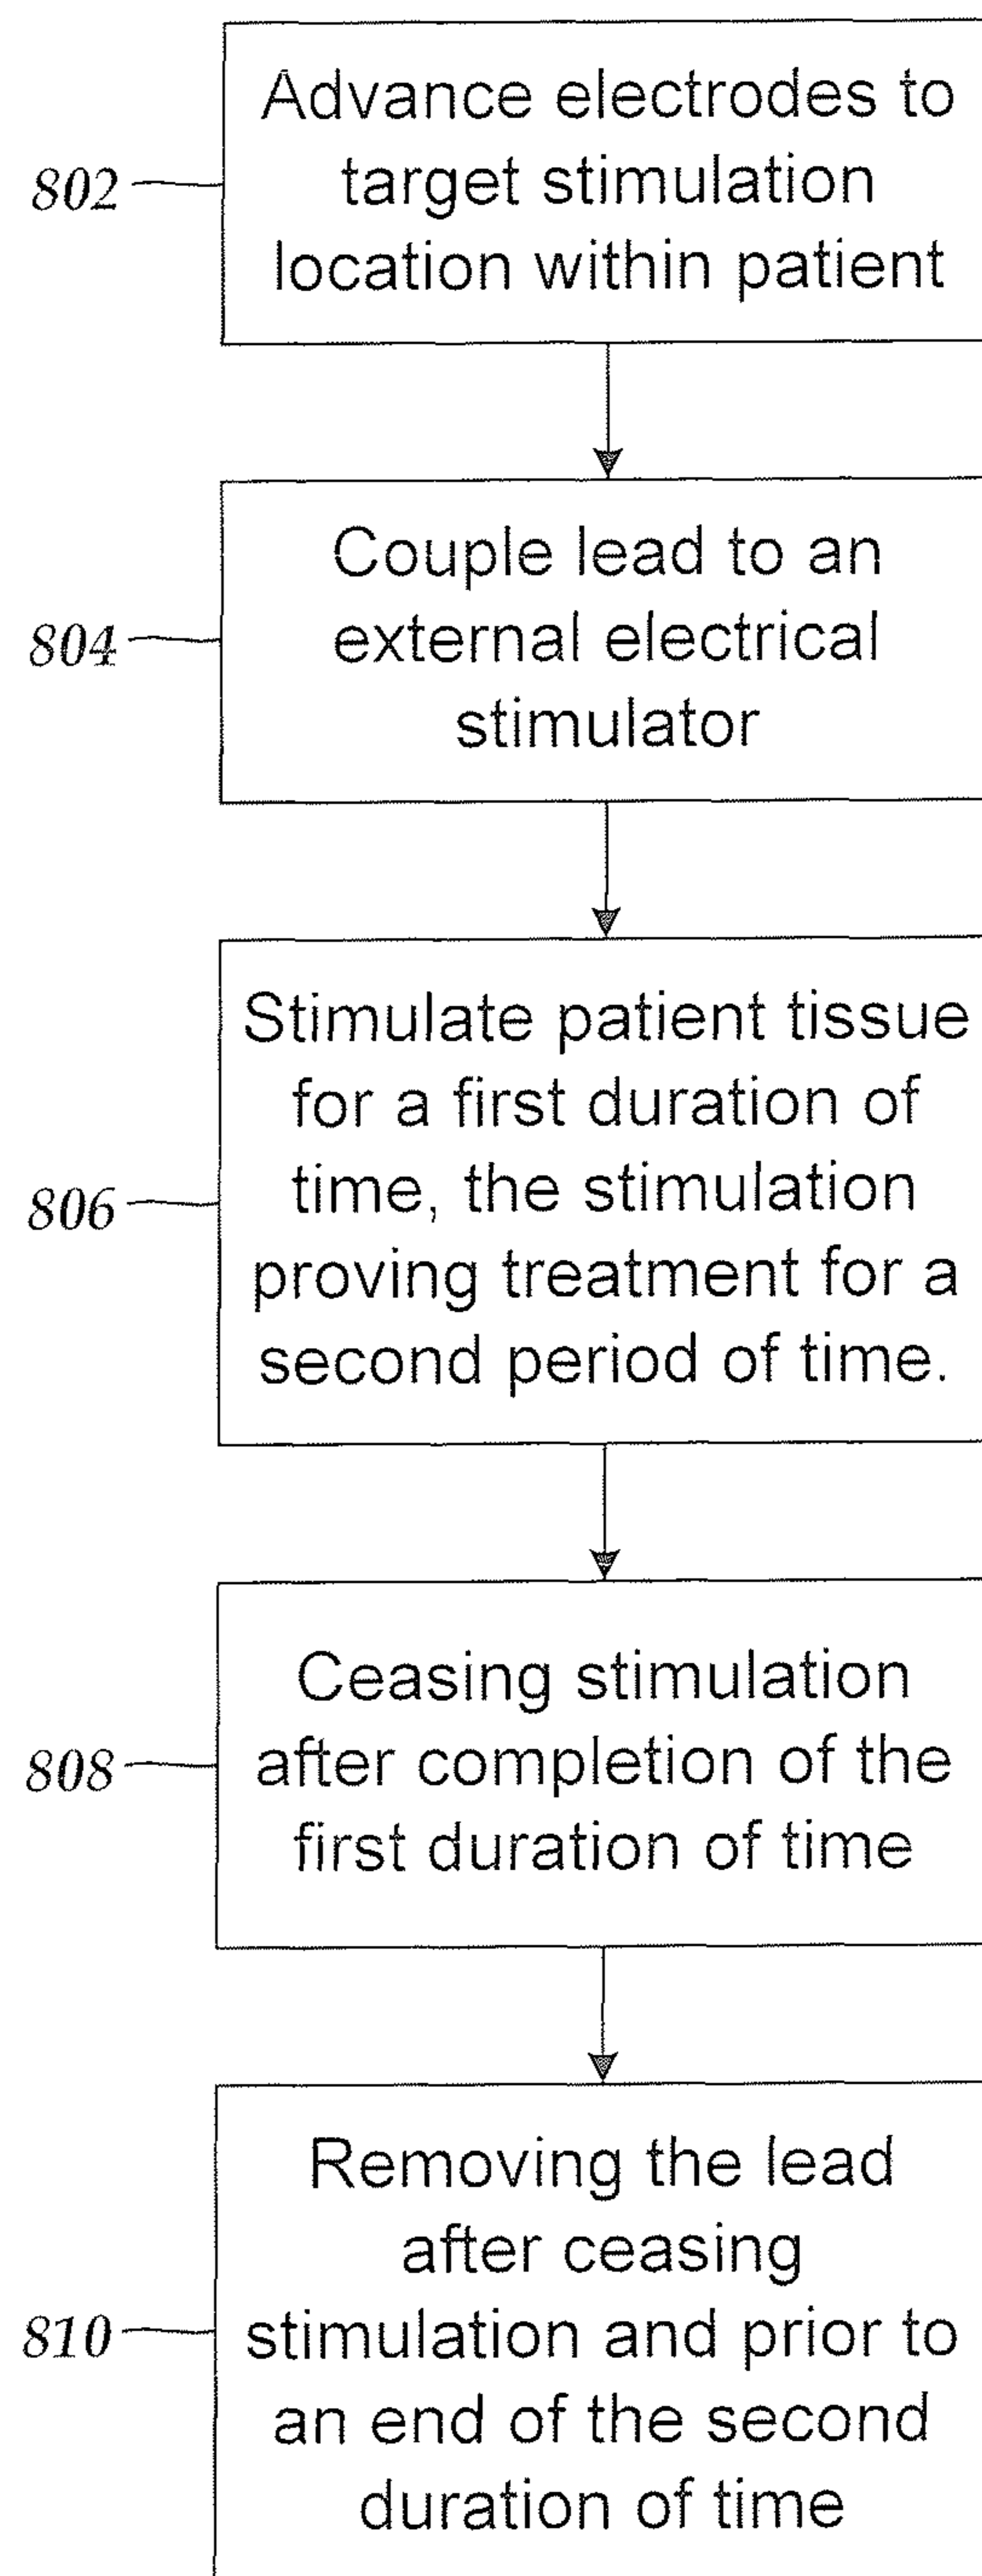 Advance electrodes to
802
target stimulation
location within patient
Couple lead to an
804
external electrical
stimulator
Stimulate patient tissue
for a first duration of
time, the stimulation
806
proving treatment for a
second period of time.
Ceasing stimulation
808
after completion of the
first duration of time
Removing the lead
after ceasing
810
stimulation and prior to
an end of the second
duration of time